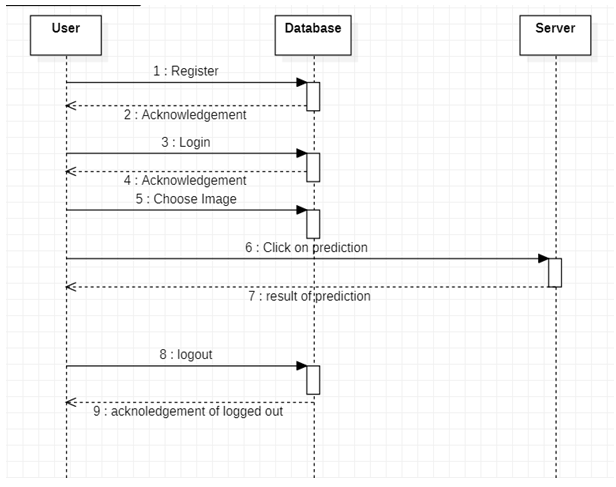 User
Database
Server
1 : Register
2 : Acknowledgement
3 : Login
4 : Acknowledgement
5 : Choose Image
6 : Click on prediction
7 : result of prediction
8 : logout
9 : acknoledgement of logged out